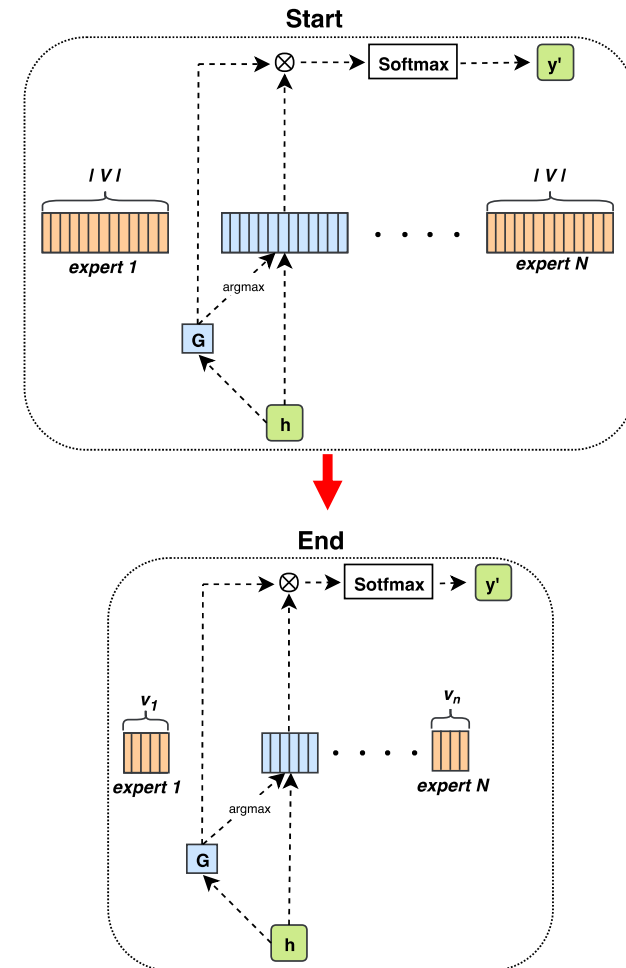 Start
⊗
Softmax
y'
| V |
| V |
expert 1
expert N
argmax
G
h
End
⊗
Sotfmax
y'
v1
vn
expert 1
expert N
argmax
G
h